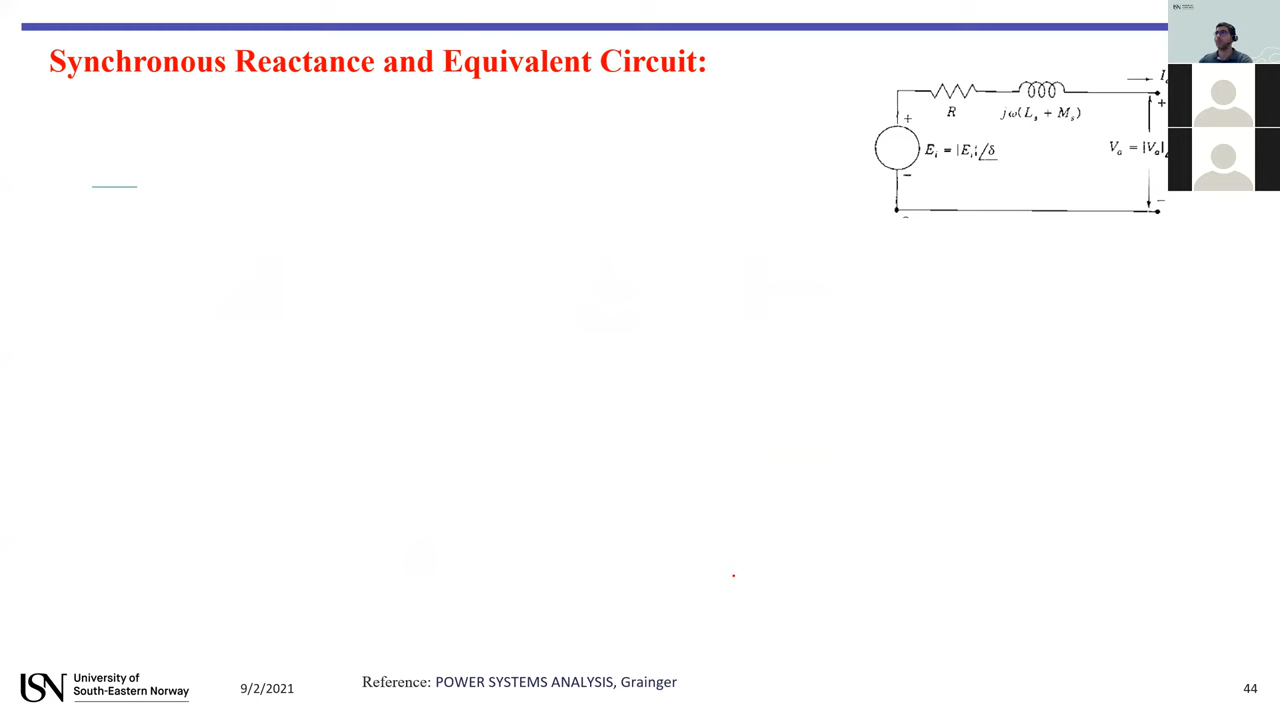 Synchronous Reactance and Equivalent Circuit:
R
jω(Ls + Ms)
+
+
Ei = |Ei| /δ
Va = |Va|
−
−
USN University of
South-Eastern Norway
9/2/2021
Reference: POWER SYSTEMS ANALYSIS, Grainger
44